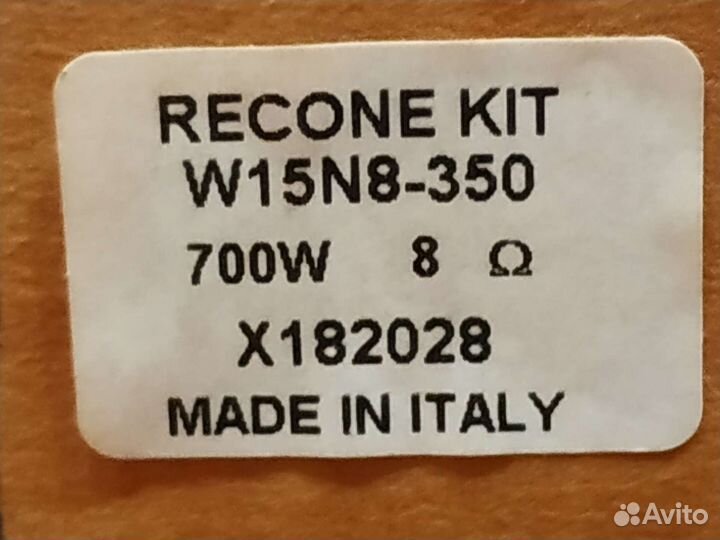 RECONE KIT
W15N8-350
700W 8 Ω
X182028
MADE IN ITALY
Avito